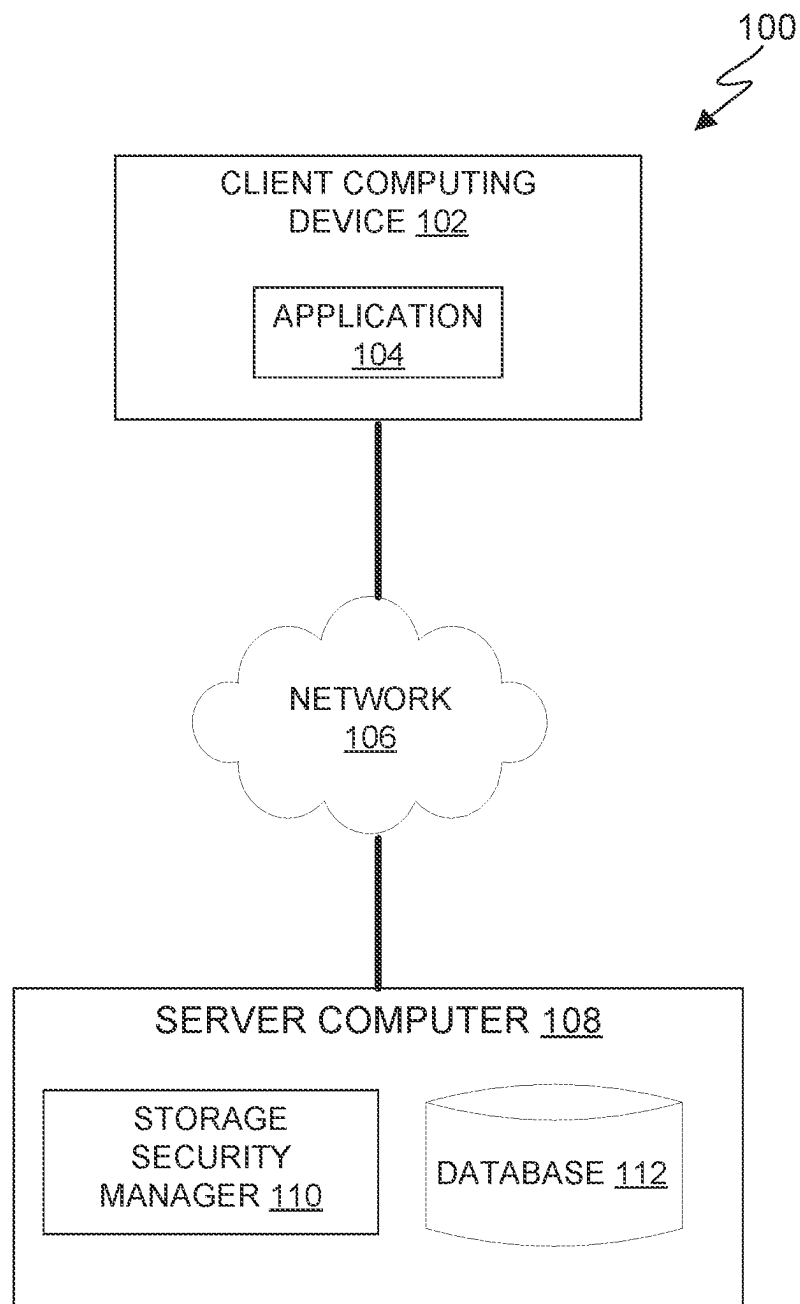 100
CLIENT COMPUTING
DEVICE 102
APPLICATION
104
NETWORK
106
SERVER COMPUTER 108
STORAGE
SECURITY
MANAGER 110
DATABASE 112